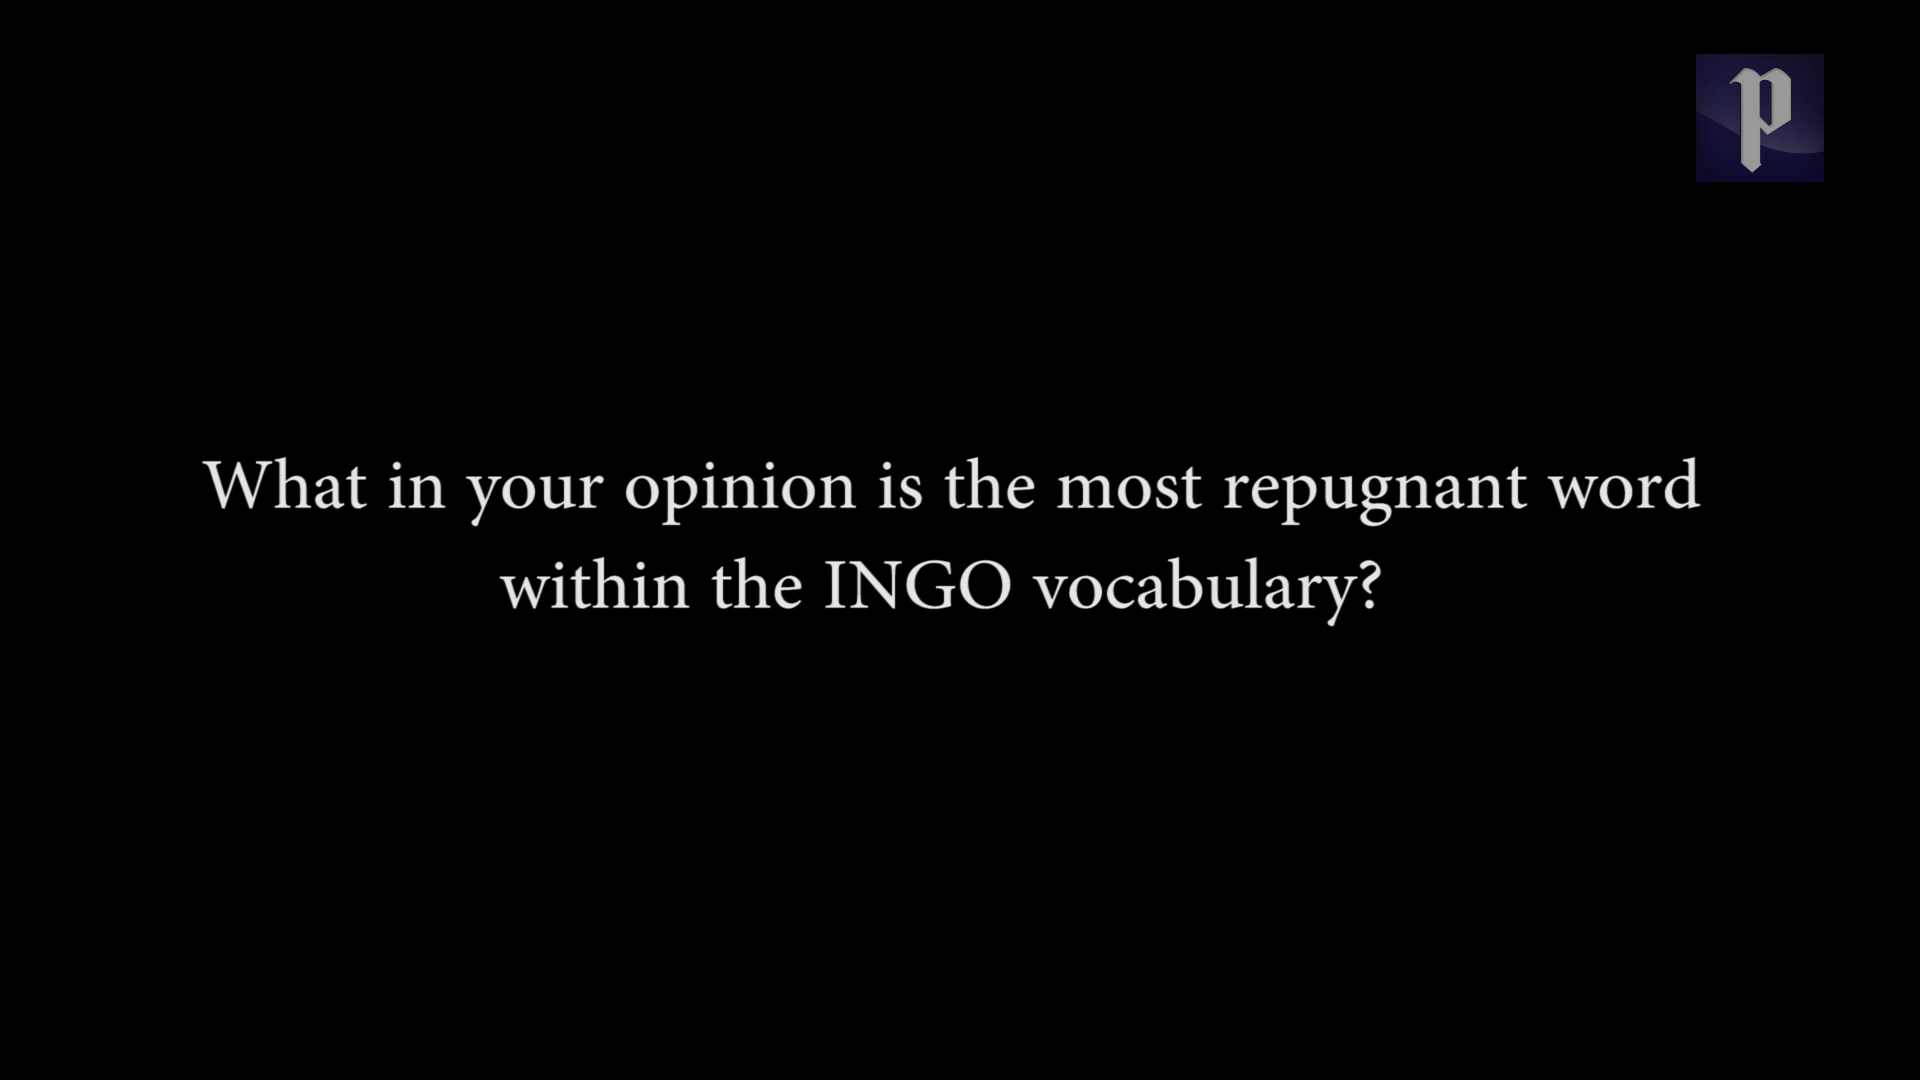 p
What in your opinion is the most repugnant word
within the INGO vocabulary?